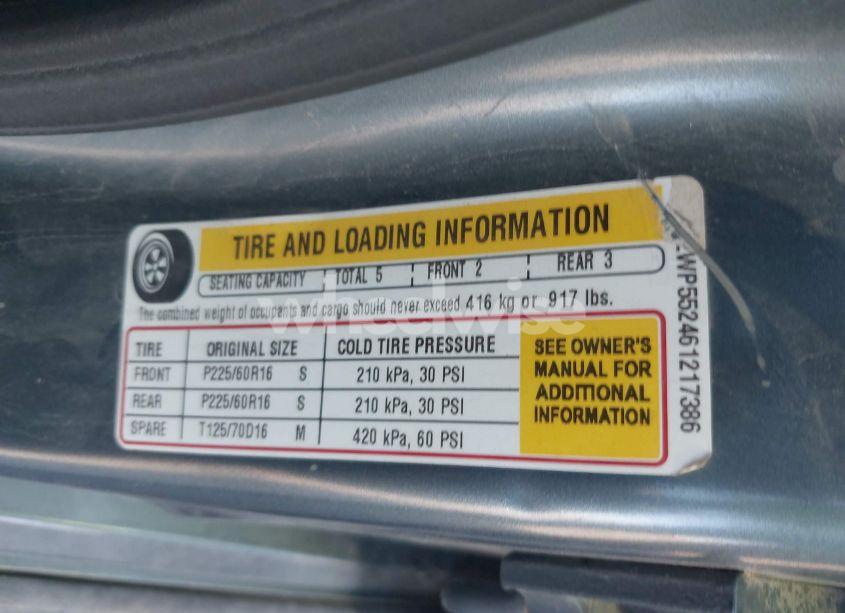 TIRE AND LOADING INFORMATION
SEATING CAPACITY TOTAL 5 FRONT 2 REAR 3
The combined weight of occupants and cargo should never exceed 416 kg or 917 lbs.
TIRE ORIGINAL SIZE COLD TIRE PRESSURE
FRONT P225/60R16 S 210 kPa, 30 PSI
REAR P225/60R16 S 210 kPa, 30 PSI
SPARE T125/70D16 M 420 kPa, 60 PSI
SEE OWNER'S
MANUAL FOR
ADDITIONAL
INFORMATION
WP5524611217386
wheelwise